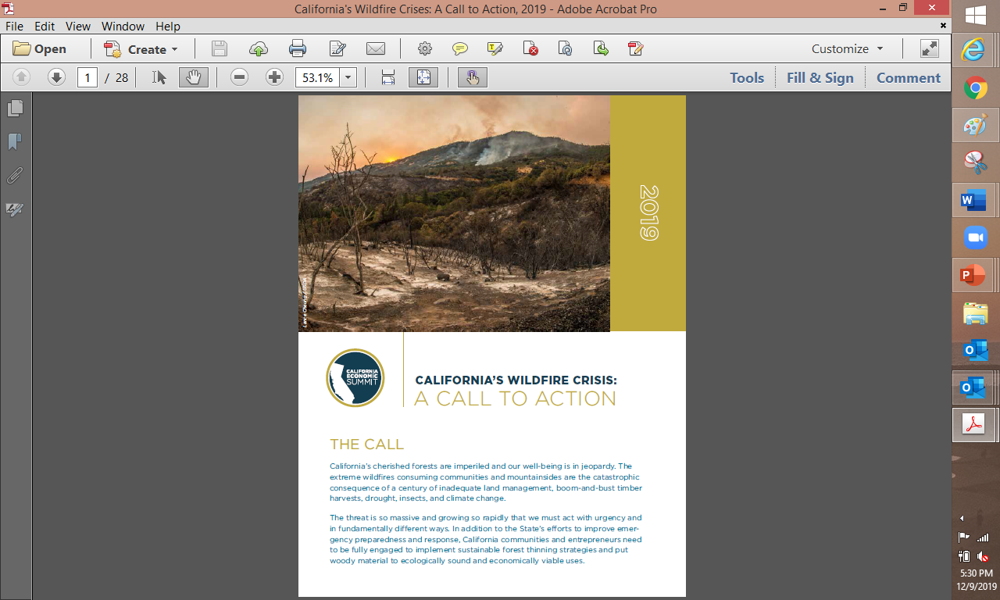 California's Wildfire Crises: A Call to Action, 2019 - Adobe Acrobat Pro
File Edit View Window Help
Open Create Customize
1 / 28 53.1% Tools Fill & Sign Comment
2019
CALIFORNIA
ECONOMIC
SUMMIT
CALIFORNIA'S WILDFIRE CRISIS:
A CALL TO ACTION
THE CALL
California's cherished forests are imperiled and our well-being is in jeopardy. The
extreme wildfires consuming communities and mountainsides are the catastrophic
consequence of a century of inadequate land management, boom-and-bust timber
harvests, drought, insects, and climate change.
The threat is so massive and growing so rapidly that we must act with urgency and
in fundamentally different ways. In addition to the State's efforts to improve emer-
gency preparedness and response, California communities and entrepreneurs need
to be fully engaged to implement sustainable forest thinning strategies and put
woody material to ecologically sound and economically viable uses.
5:30 PM
12/9/2019